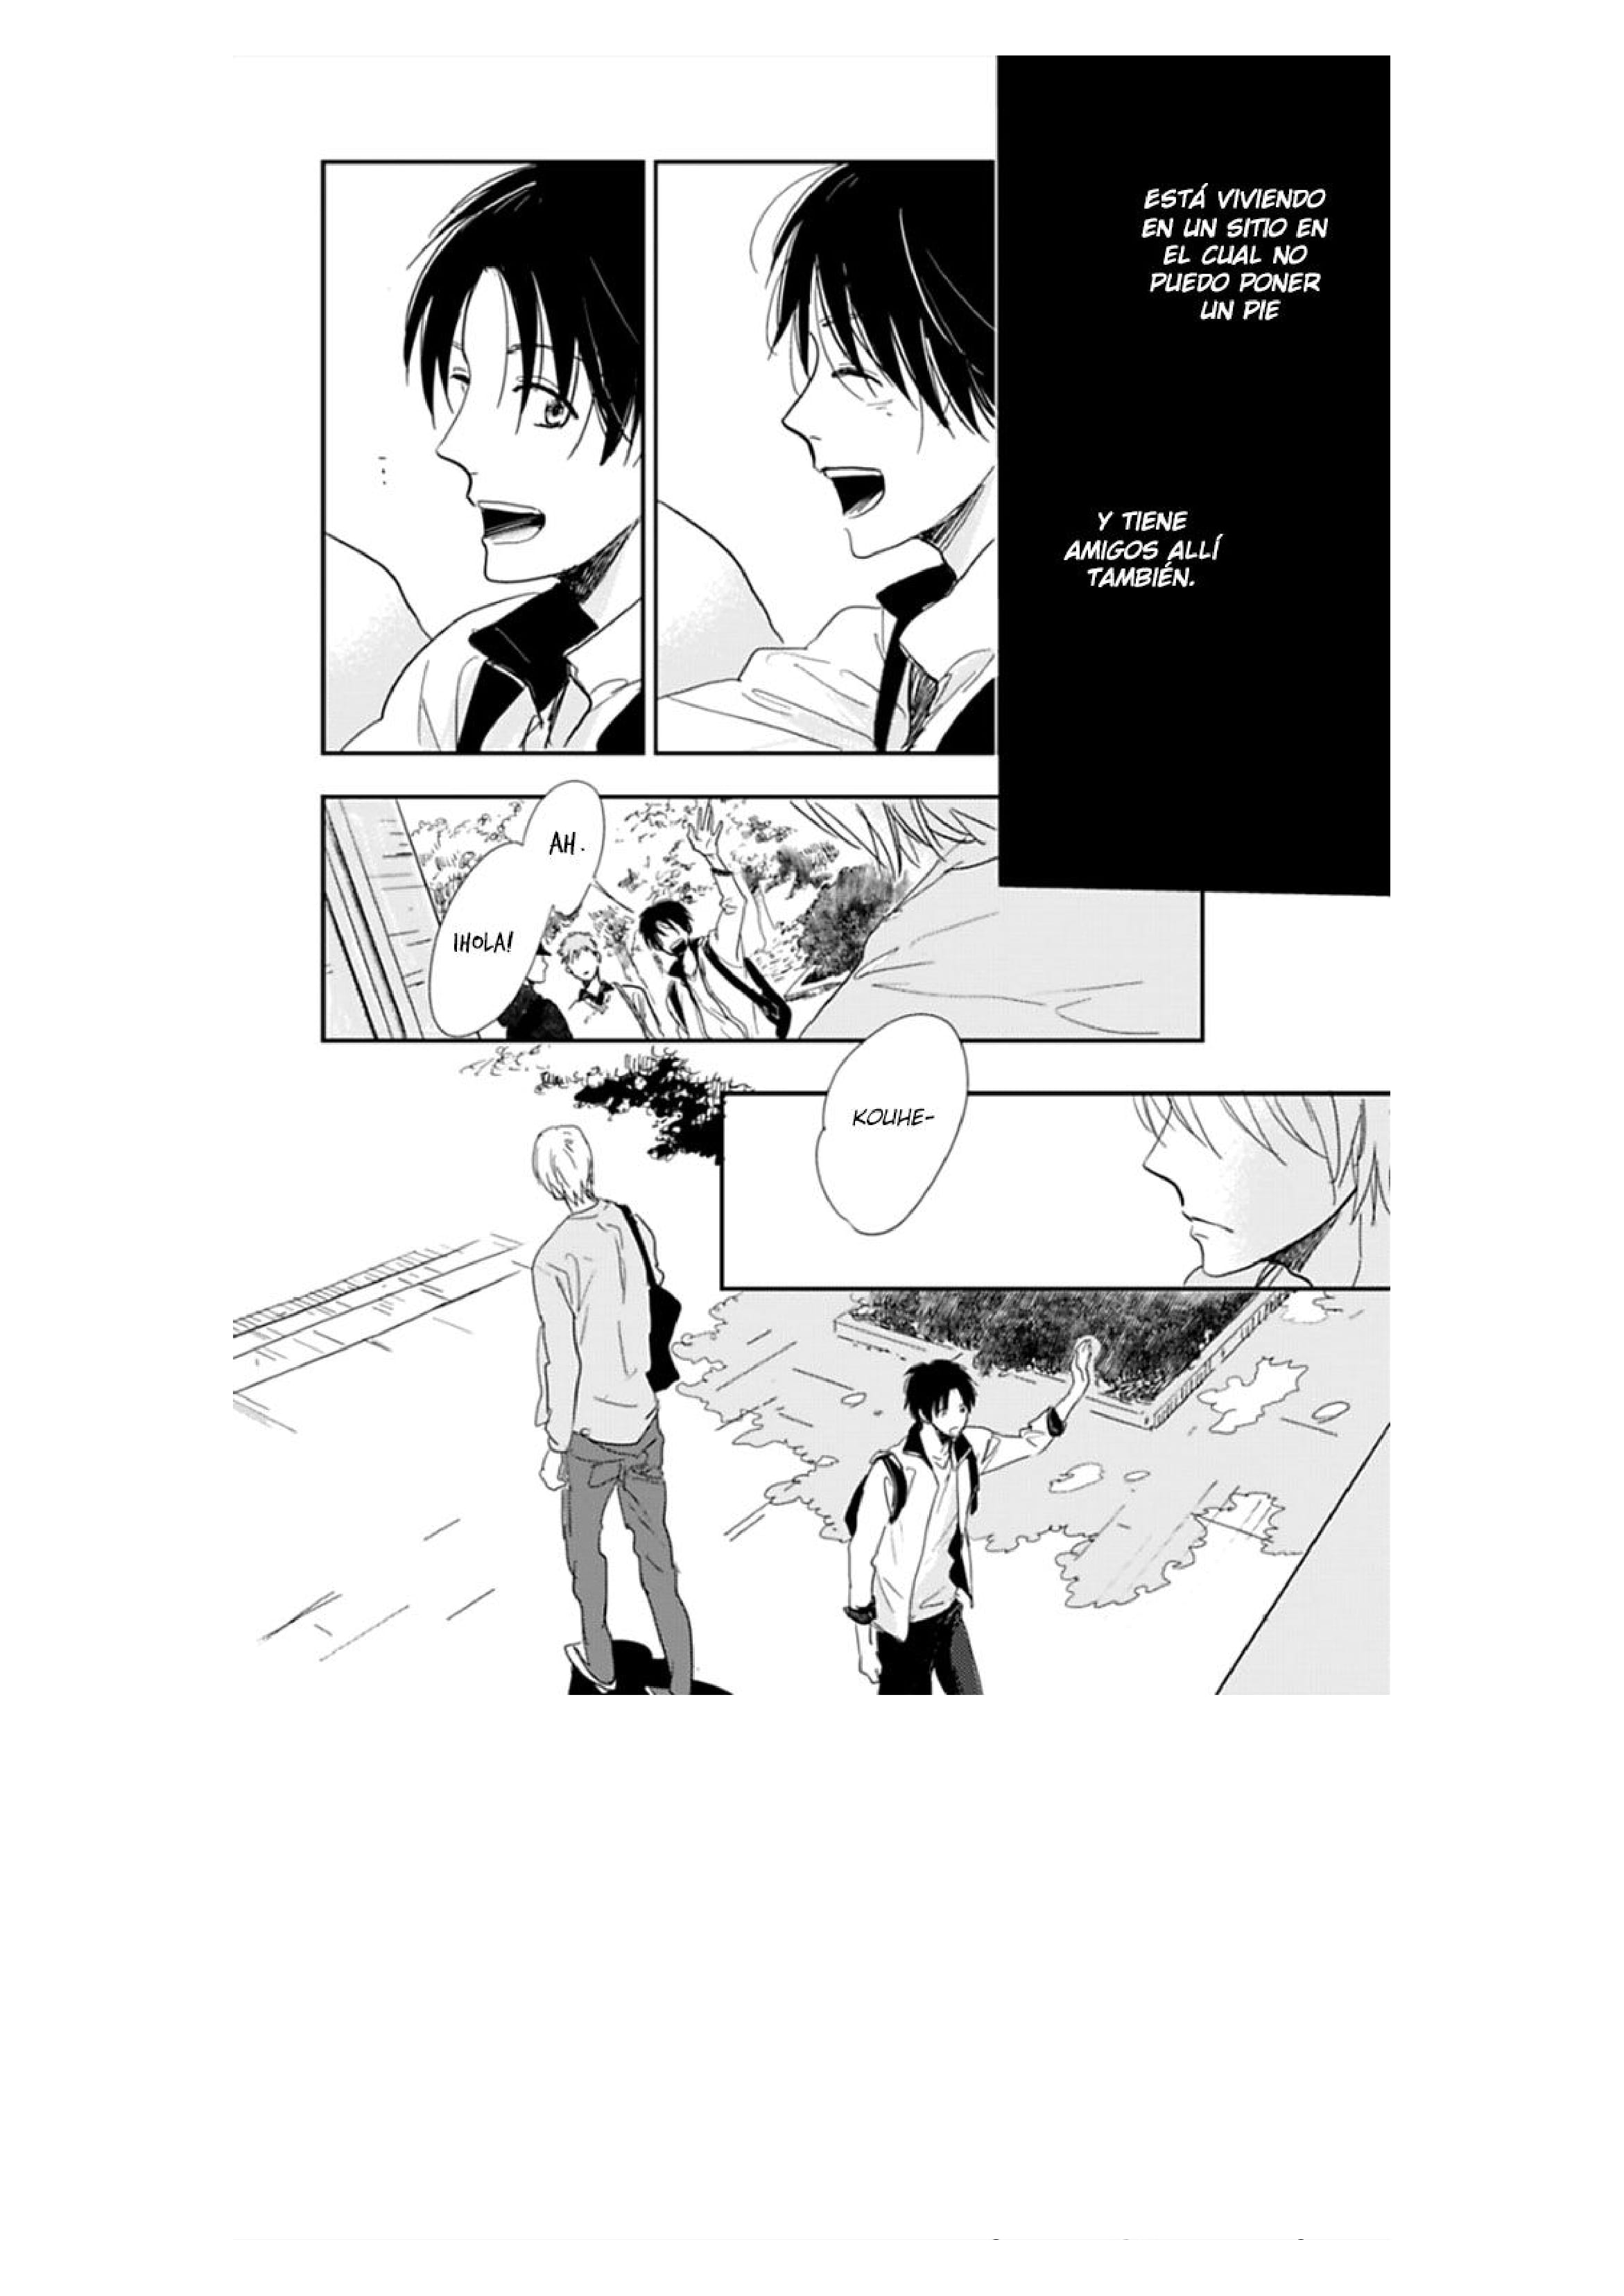 ESTÁ VIVIENDO
EN UN SITIO EN
EL CUAL NO
PUEDO PONER
UN PIE
Y TIENE
AMIGOS ALLÍ
TAMBIÉN.
...
AH.
¡HOLA!
KOUHE-